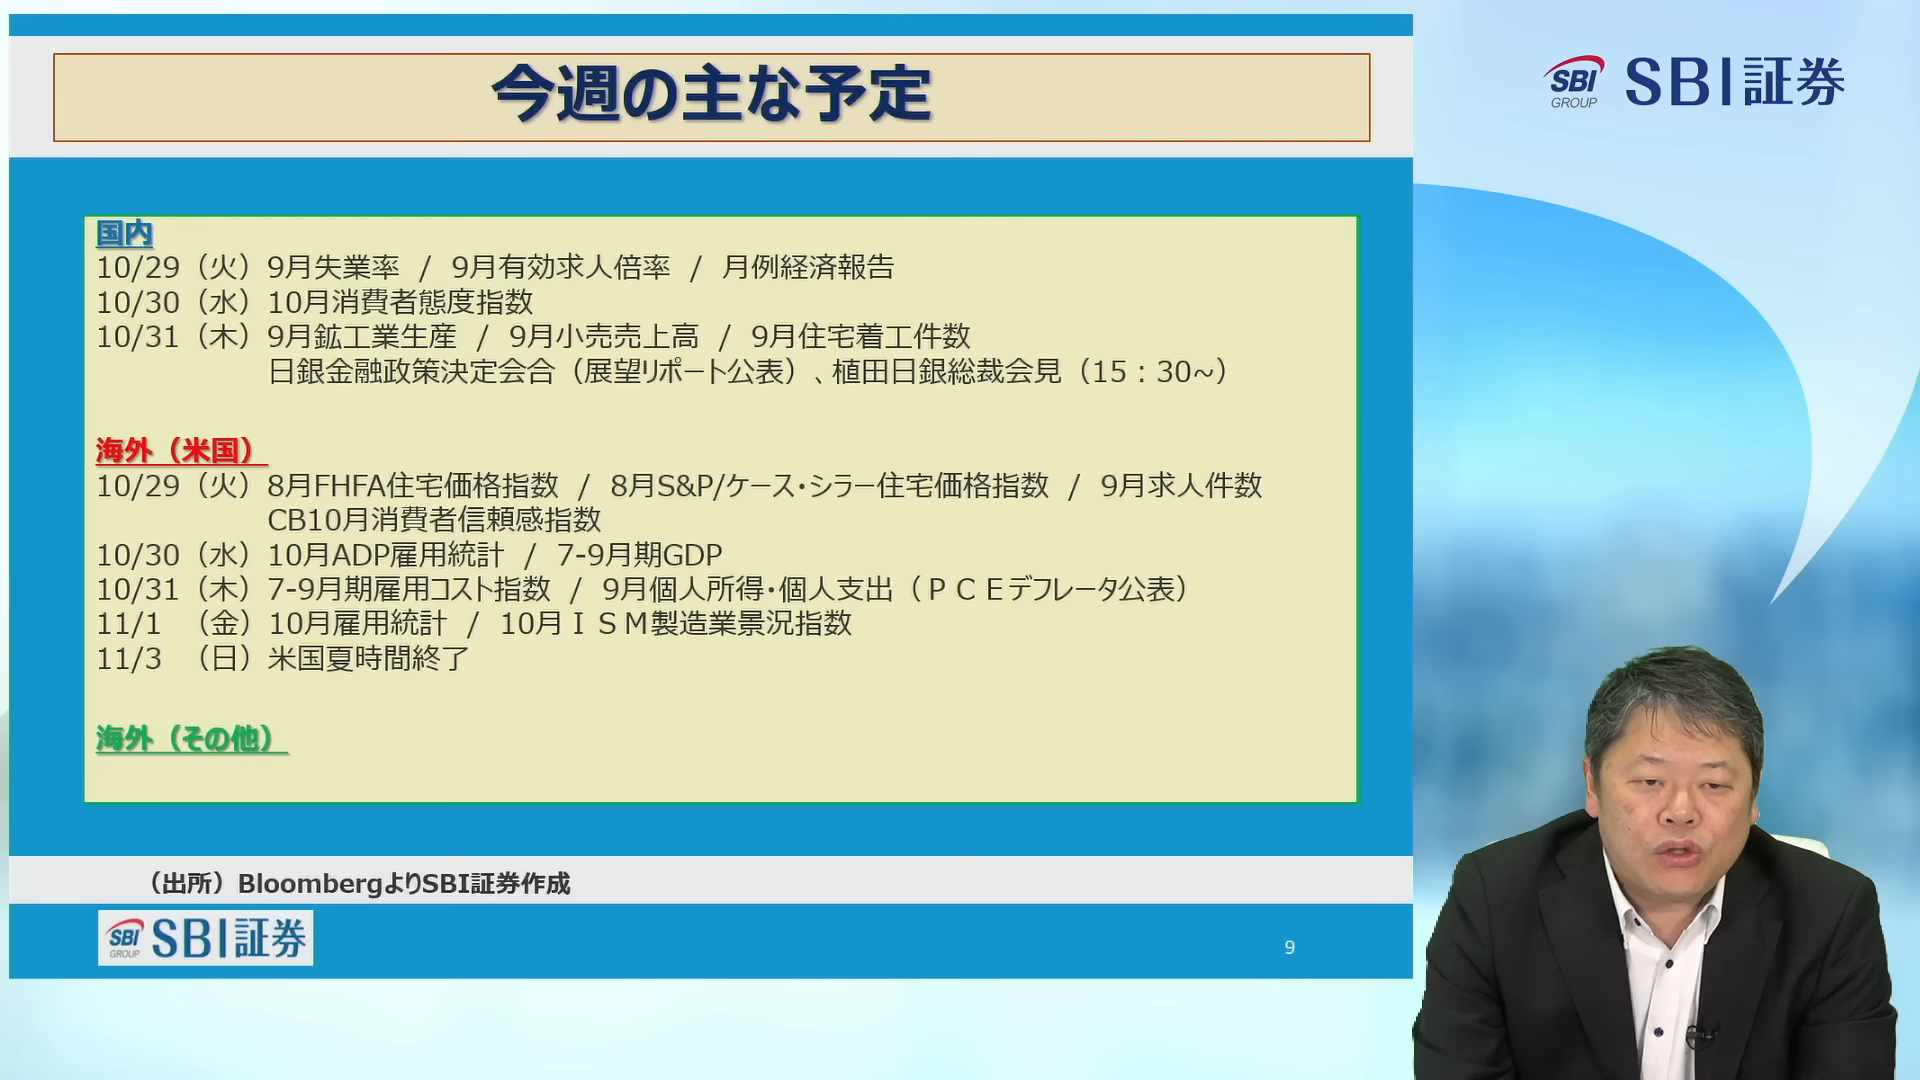 今週の主な予定
SBI
GROUP
SBI証券
国内
10/29（火）9月失業率 / 9月有効求人倍率 / 月例経済報告
10/30（水）10月消費者態度指数
10/31（木）9月鉱工業生産 / 9月小売売上高 / 9月住宅着工件数
日銀金融政策決定会合（展望リポート公表）、植田日銀総裁会見（15：30~）
海外（米国）
10/29（火）8月FHFA住宅価格指数 / 8月S&P/ケース・シラー住宅価格指数 / 9月求人件数
CB10月消費者信頼感指数
10/30（水）10月ADP雇用統計 / 7-9月期GDP
10/31（木）7-9月期雇用コスト指数 / 9月個人所得・個人支出（ＰＣＥデフレータ公表）
11/1 （金）10月雇用統計 / 10月ＩＳＭ製造業景況指数
11/3 （日）米国夏時間終了
海外（その他）
（出所）BloombergよりSBI証券作成
SBI
GROUP
SBI証券
9